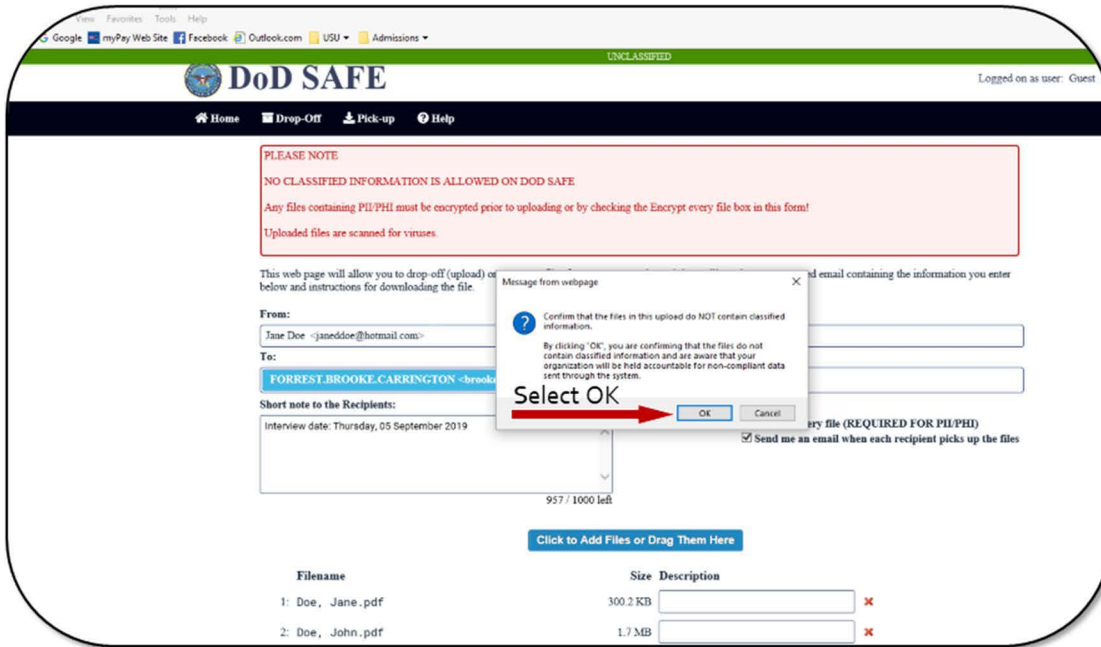 View Favorites Tools Help
Google myPay Web Site Facebook Outlook.com USU Admissions
UNCLASSIFIED
DoD SAFE
Logged on as user: Guest
Home Drop-Off Pick-up Help
PLEASE NOTE
NO CLASSIFIED INFORMATION IS ALLOWED ON DOD SAFE
Any files containing PII/PHI must be encrypted prior to uploading or by checking the Encrypt every file box in this form!
Uploaded files are scanned for viruses.
This web page will allow you to drop-off (upload) email containing the information you enter
below and instructions for downloading the file.
Message from webpage
Confirm that the files in this upload do NOT contain classified
information.
By clicking "OK", you are confirming that the files do not
contain classified information and are aware that your
organization will be held accountable for non-compliant data
sent through the system.
Select OK
OK Cancel
From:
Jane Doe <janeddoe@hotmail.com>
To:
FORREST.BROOKE.CARRINGTON <brooke
Short note to the Recipients:
Interview date: Thursday, 05 September 2019
file (REQUIRED FOR PII/PHI)
Send me an email when each recipient picks up the files
957 / 1000 left
Click to Add Files or Drag Them Here
Filename Size Description
1: Doe, Jane.pdf 300.2 KB
2: Doe, John.pdf 1.7 MB